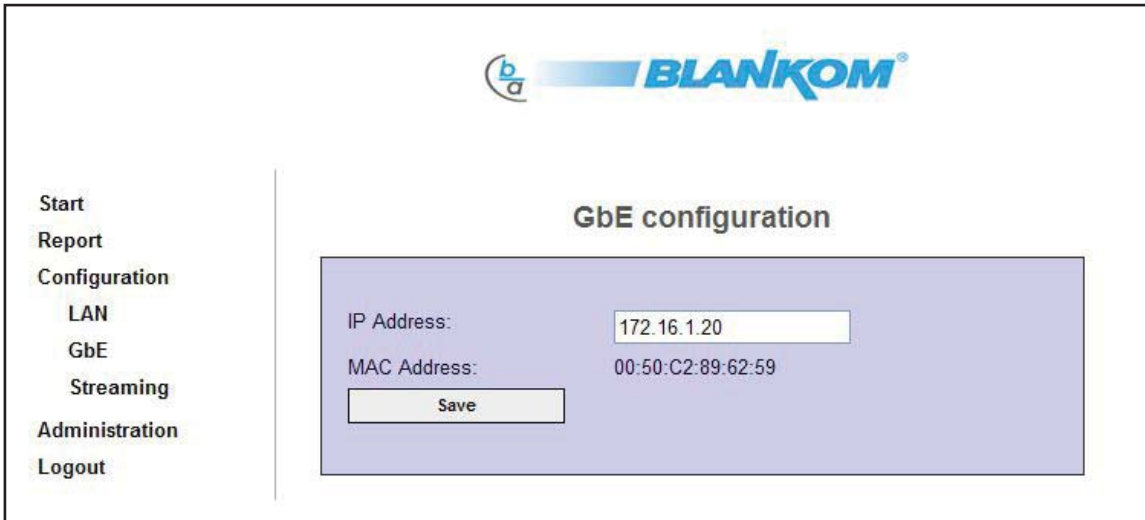 b
a
BLANKOM®
Start
Report
Configuration
LAN
GbE
Streaming
Administration
Logout
GbE configuration
IP Address: 172.16.1.20
MAC Address: 00:50:C2:89:62:59
Save